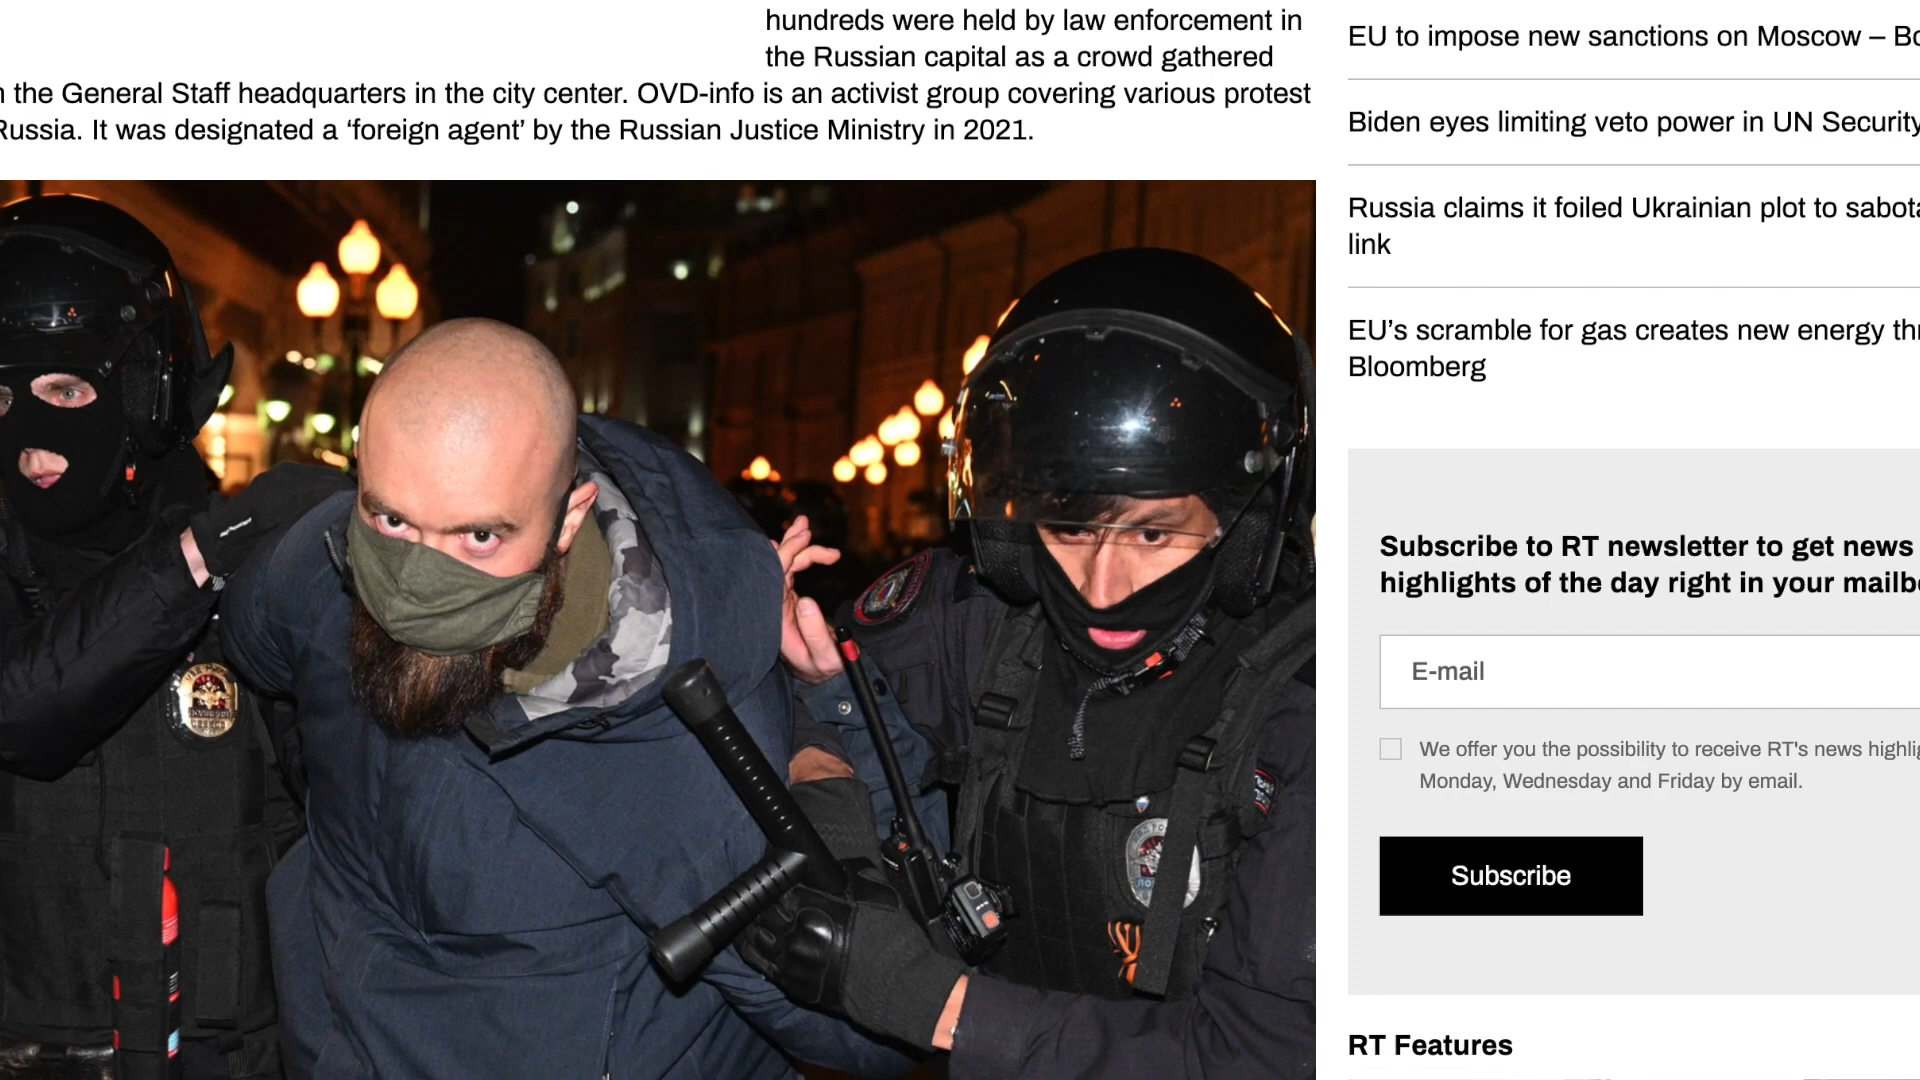 hundreds were held by law enforcement in
the Russian capital as a crowd gathered
the General Staff headquarters in the city center. OVD-info is an activist group covering various protest
Russia. It was designated a ‘foreign agent’ by the Russian Justice Ministry in 2021.
EU to impose new sanctions on Moscow –
Biden eyes limiting veto power in UN Security
Russia claims it foiled Ukrainian plot to
link
EU’s scramble for gas creates new energy
Bloomberg
Subscribe to RT newsletter to get news
highlights of the day right in your
E-mail
We offer you the possibility to receive RT's news
Monday, Wednesday and Friday by email.
Subscribe
RT Features